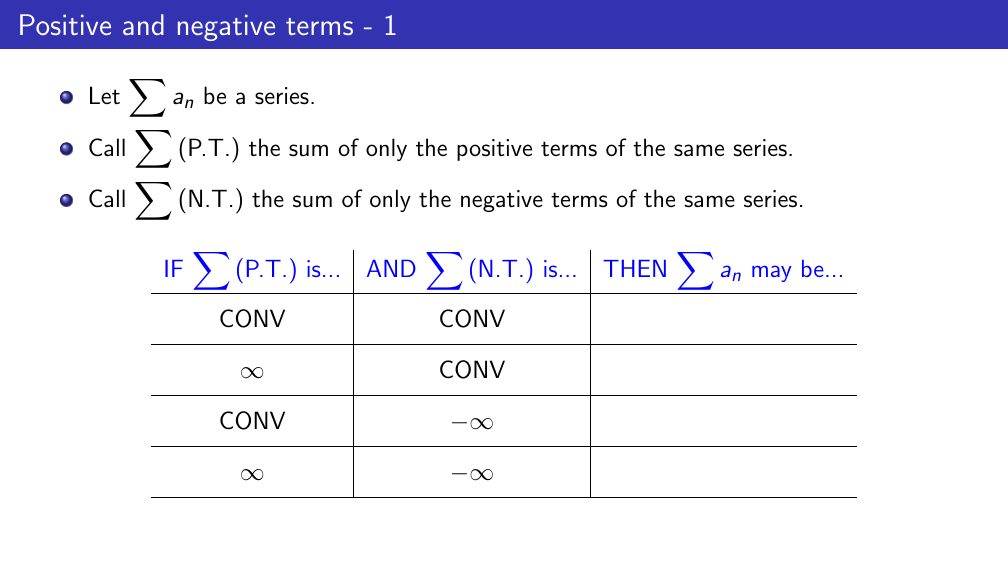 Positive and negative terms - 1
Let ∑ aₙ be a series.
Call ∑ (P.T.) the sum of only the positive terms of the same series.
Call ∑ (N.T.) the sum of only the negative terms of the same series.
IF ∑ (P.T.) is... AND ∑ (N.T.) is... THEN ∑ aₙ may be...
CONV CONV
∞ CONV
CONV −∞
∞ −∞